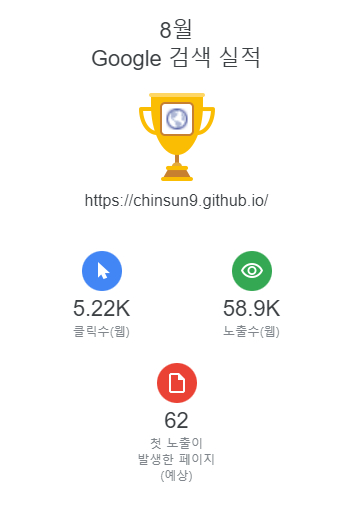 8월
Google 검색 실적
https://chinsun9.github.io/
5.22K
클릭수(웹)
58.9K
노출수(웹)
62
첫 노출이
발생한 페이지
(예상)